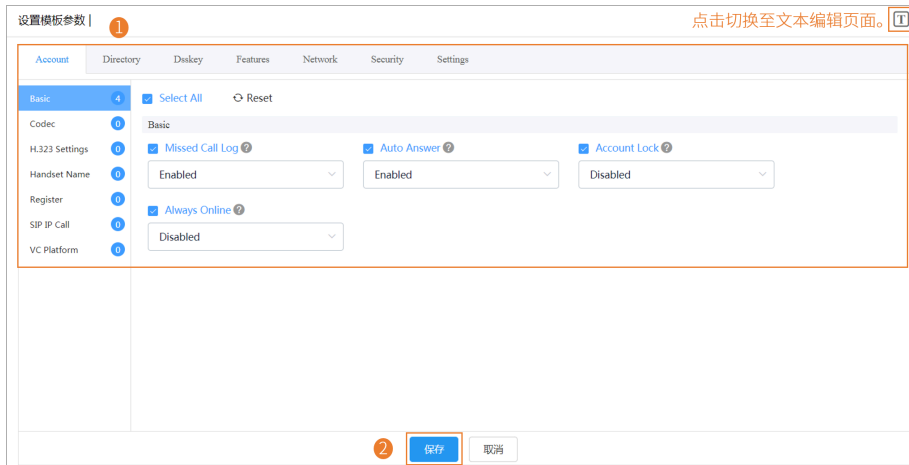 设置模板参数 |
1
点击切换至文本编辑页面。 T
Account Directory Dsskey Features Network Security Settings
Basic 4
Select All Reset
Codec 0
Basic
H.323 Settings 0
Missed Call Log ? Auto Answer ? Account Lock ?
Handset Name 0
Enabled Enabled Disabled
Register 0
Always Online ?
SIP IP Call 0
Disabled
VC Platform 0
2 保存 取消